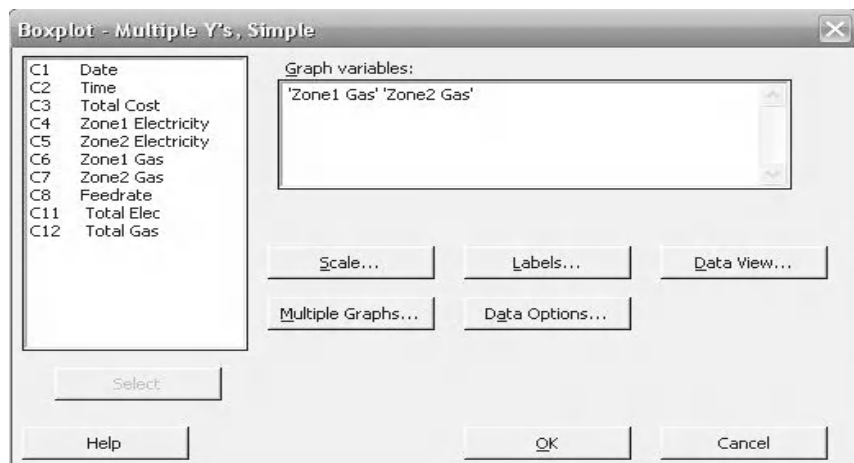 Boxplot - Multiple Y's, Simple
C1 Date
C2 Time
C3 Total Cost
C4 Zone1 Electricity
C5 Zone2 Electricity
C6 Zone1 Gas
C7 Zone2 Gas
C8 Feedrate
C11 Total Elec
C12 Total Gas
Graph variables:
'Zone1 Gas' 'Zone2 Gas'
Scale...
Labels...
Data View...
Multiple Graphs...
Data Options...
Select
Help
OK
Cancel